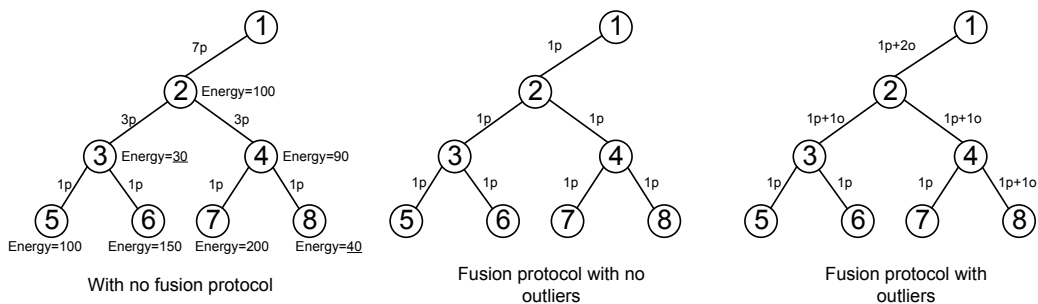 1
7p
2 Energy=100
3p 3p
3 Energy=30 4 Energy=90
1p 1p 1p 1p
5 6 7 8
Energy=100 Energy=150 Energy=200 Energy=40
With no fusion protocol
1
1p
2
1p 1p
3 4
1p 1p 1p 1p
5 6 7 8
Fusion protocol with no
outliers
1
1p+2o
2
1p+1o 1p+1o
3 4
1p 1p 1p 1p+1o
5 6 7 8
Fusion protocol with
outliers